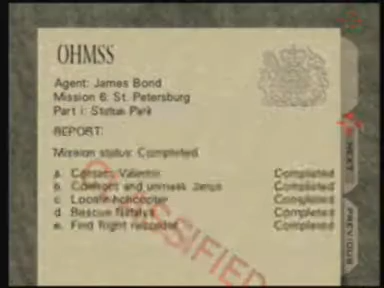 OHMSS
Agent: James Bond
Mission 6: St. Petersburg
Part i: Statue Park
REPORT:
Mission status: Completed
a. Contact Valentin Completed
b. Confront and unmask Janus Completed
c. Locate helicopter Completed
d. Rescue Natalya Completed
e. Find flight recorder Completed
CLASSIFIED
NEXT
PREVIOUS